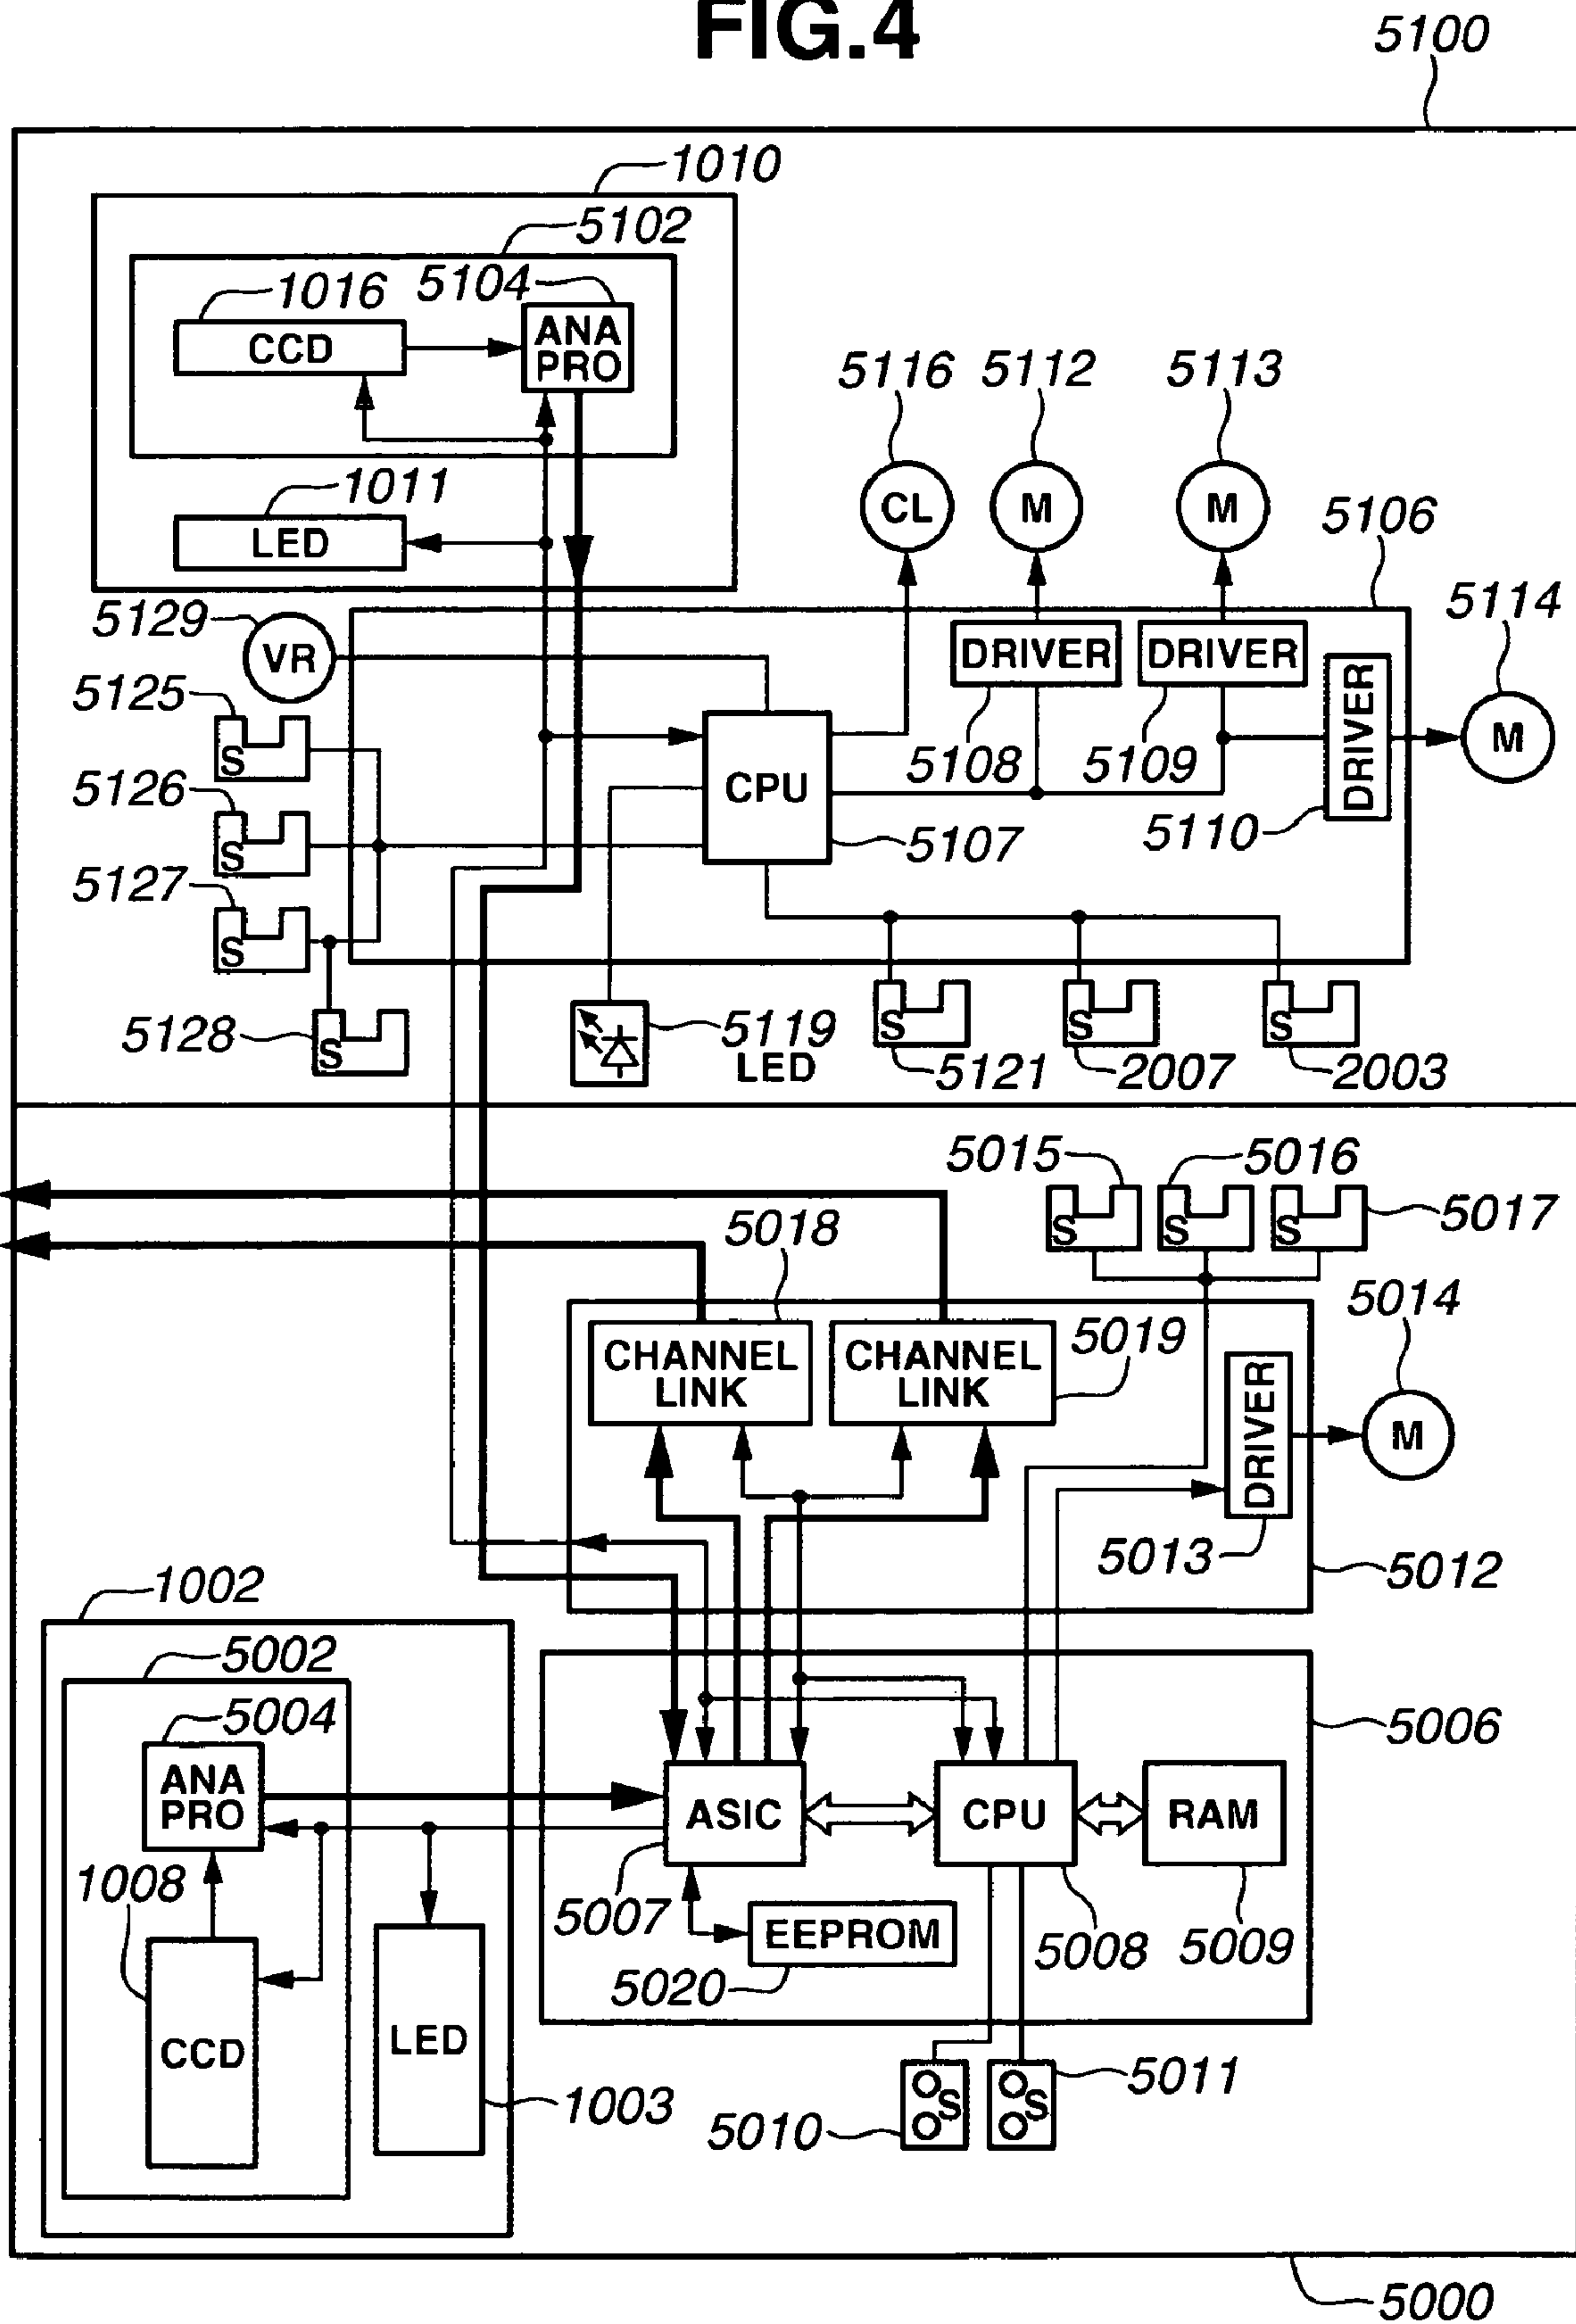 FIG.4
5100
1010
5102
1016
5104
CCD
ANA
PRO
1011
LED
5116
5112
5113
CL
M
M
5106
5129
VR
DRIVER
DRIVER
5114
5125
S
DRIVER
M
5108
5109
5126
S
CPU
5110
5107
5127
S
5128
S
5119
LED
S
5121
S
2007
S
2003
5015
5016
S
S
S
5017
5018
5014
CHANNEL
LINK
CHANNEL
LINK
5019
DRIVER
M
5013
5012
1002
5002
5004
5006
ANA
PRO
ASIC
CPU
RAM
1008
5007
EEPROM
5008
5009
5020
CCD
LED
1003
S
S
5011
5010
5000